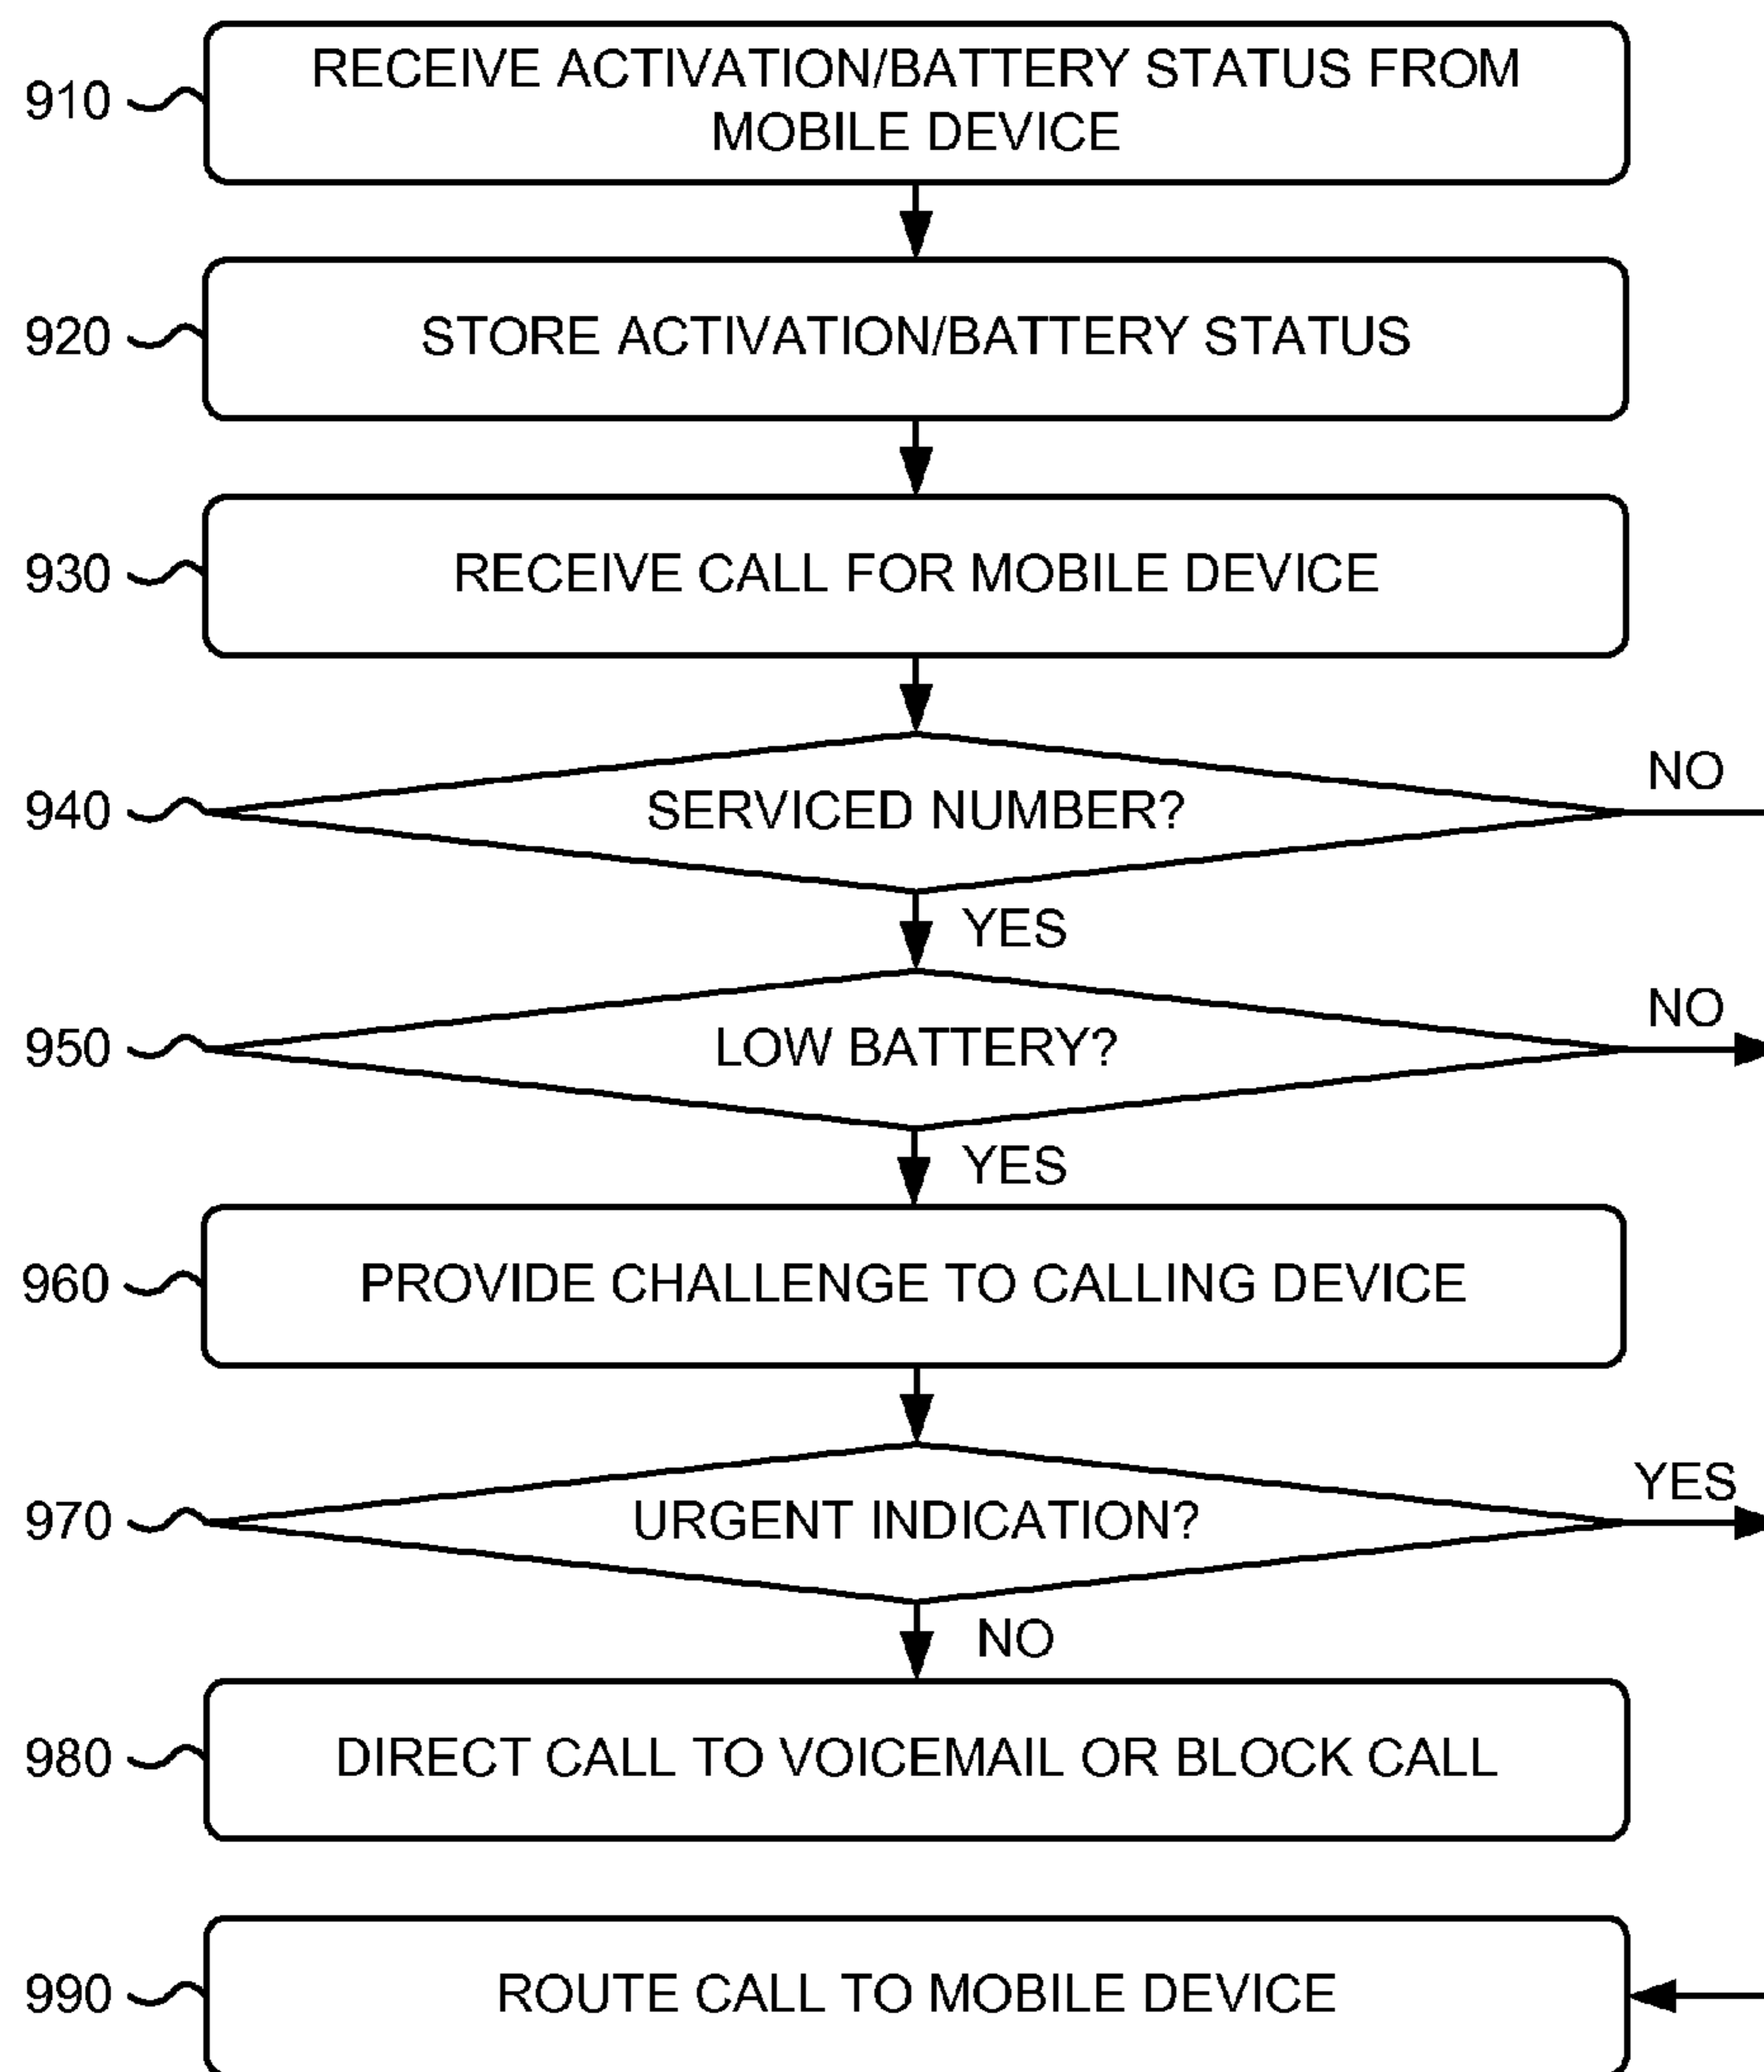 910
RECEIVE ACTIVATION/BATTERY STATUS FROM
MOBILE DEVICE
920
STORE ACTIVATION/BATTERY STATUS
930
RECEIVE CALL FOR MOBILE DEVICE
940
SERVICED NUMBER?
NO
YES
950
LOW BATTERY?
NO
YES
960
PROVIDE CHALLENGE TO CALLING DEVICE
970
URGENT INDICATION?
YES
NO
980
DIRECT CALL TO VOICEMAIL OR BLOCK CALL
990
ROUTE CALL TO MOBILE DEVICE